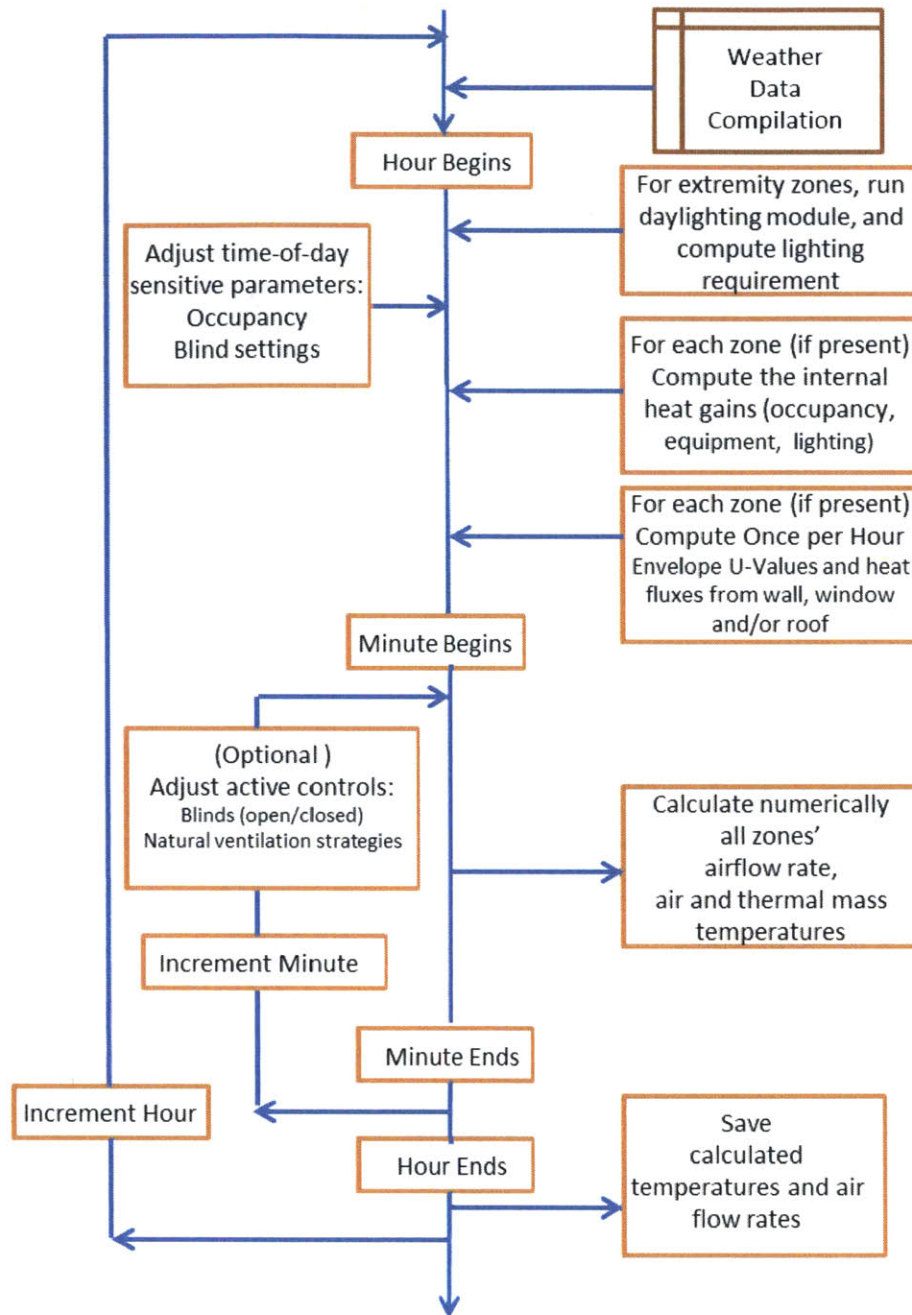 Weather
Data
Compilation
Hour Begins
For extremity zones, run
daylighting module, and
compute lighting
requirement
Adjust time-of-day
sensitive parameters:
Occupancy
Blind settings
For each zone (if present)
Compute the internal
heat gains (occupancy,
equipment, lighting)
For each zone (if present)
Compute Once per Hour
Envelope U-Values and heat
fluxes from wall, window
and/or roof
Minute Begins
(Optional )
Adjust active controls:
Blinds (open/closed)
Natural ventilation strategies
Calculate numerically
all zones'
airflow rate,
air and thermal mass
temperatures
Increment Minute
Minute Ends
Increment Hour
Hour Ends
Save
calculated
temperatures and air
flow rates